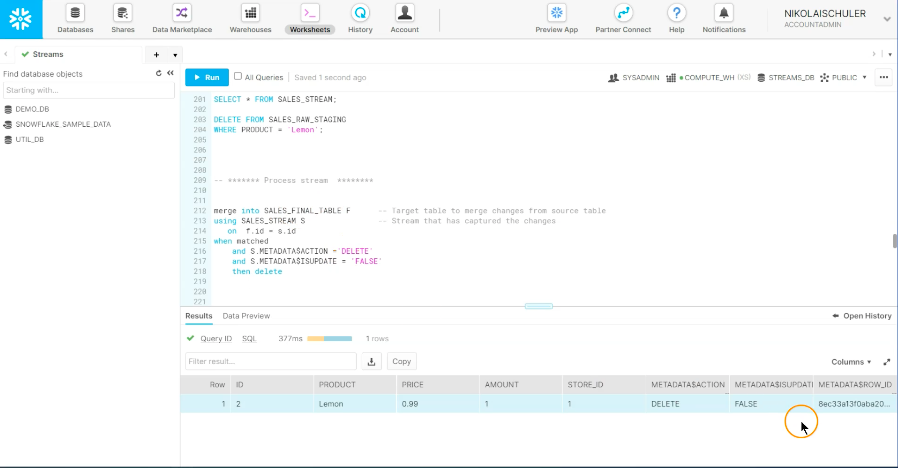 Databases Shares Data Marketplace Warehouses Worksheets History Account Preview App Partner Connect Help Notifications NIKOLAISCHULER
ACCOUNTADMIN
Streams
Find database objects
Starting with...
DEMO_DB
SNOWFLAKE_SAMPLE_DATA
UTIL_DB
Run All Queries Saved 1 second ago SYSADMIN COMPUTE_WH (XS) STREAMS_DB PUBLIC
201 SELECT * FROM SALES_STREAM;
202
203 DELETE FROM SALES_RAW_STAGING
204 WHERE PRODUCT = 'Lemon';
205
206
207
208
209 -- ******* Process stream ********
210
211
212 merge into SALES_FINAL_TABLE F -- Target table to merge changes from source table
213 using SALES_STREAM S -- Stream that has captured the changes
214 on f.id = s.id
215 when matched
216 and S.METADATA$ACTION ='DELETE'
217 and S.METADATA$ISUPDATE = 'FALSE'
218 then delete
219
220
221
Results Data Preview Open History
Query ID SQL 377ms 1 rows
Filter result... Copy Columns
Row ID PRODUCT PRICE AMOUNT STORE_ID METADATA$ACTION METADATA$ISUPDATI METADATA$ROW_ID
1 2 Lemon 0.99 1 1 DELETE FALSE 8ec33a13f0aba20...